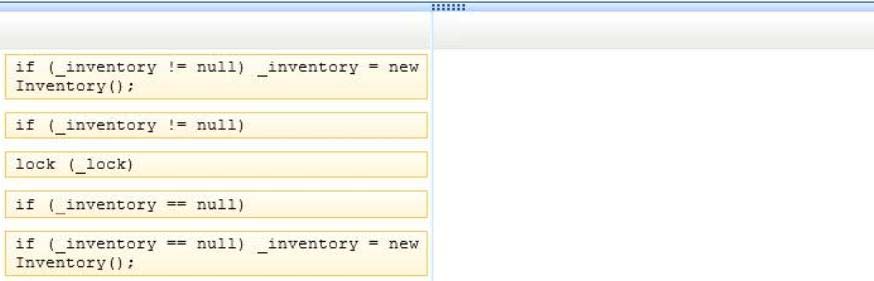 if (_inventory != null) _inventory = new
Inventory();
if (_inventory != null)
lock (_lock)
if (_inventory == null)
if (_inventory == null) _inventory = new
Inventory();